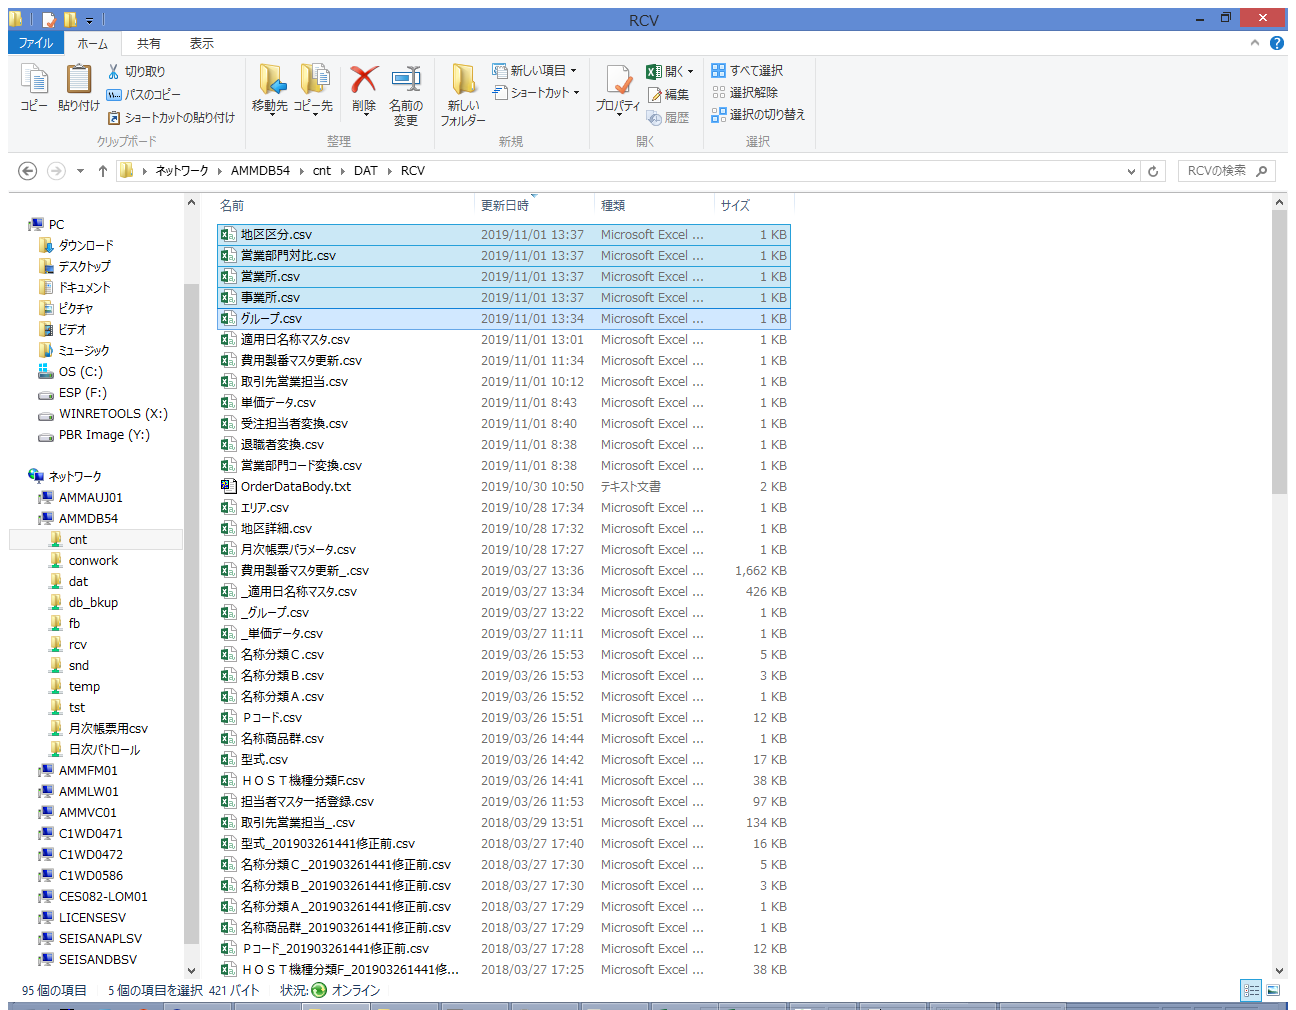 RCV
ファイル ホーム 共有 表示
コピー 貼り付け 切り取り パスのコピー ショートカットの貼り付け
移動先 コピー先 削除 名前の変更
新しいフォルダー 新しい項目 ショートカット
プロパティ 開く 編集 履歴
すべて選択 選択解除 選択の切り替え
クリップボード 整理 新規 開く 選択
ネットワーク AMMDB54 cnt DAT RCV RCVの検索
PC
ダウンロード
デスクトップ
ドキュメント
ピクチャ
ビデオ
ミュージック
OS (C:)
ESP (F:)
WINRETOOLS (X:)
PBR Image (Y:)
ネットワーク
AMMAUJ01
AMMDB54
cnt
conwork
dat
db_bkup
fb
rcv
snd
temp
tst
月次帳票用csv
日次パトロール
AMMFM01
AMMLW01
AMMVC01
C1WD0471
C1WD0472
C1WD0586
CES082-LOM01
LICENSESV
SEISANAPLSV
SEISANDBSV
名前 更新日時 種類 サイズ
地区区分.csv 2019/11/01 13:37 Microsoft Excel ... 1 KB
営業部門対比.csv 2019/11/01 13:37 Microsoft Excel ... 1 KB
営業所.csv 2019/11/01 13:37 Microsoft Excel ... 1 KB
事業所.csv 2019/11/01 13:37 Microsoft Excel ... 1 KB
グループ.csv 2019/11/01 13:34 Microsoft Excel ... 1 KB
適用日名称マスタ.csv 2019/11/01 13:01 Microsoft Excel ... 1 KB
費用製番マスタ更新.csv 2019/11/01 11:34 Microsoft Excel ... 1 KB
取引先営業担当.csv 2019/11/01 10:12 Microsoft Excel ... 1 KB
単価データ.csv 2019/11/01 8:43 Microsoft Excel ... 1 KB
受注担当者変換.csv 2019/11/01 8:40 Microsoft Excel ... 1 KB
退職者変換.csv 2019/11/01 8:38 Microsoft Excel ... 1 KB
営業部門コード変換.csv 2019/11/01 8:38 Microsoft Excel ... 1 KB
OrderDataBody.txt 2019/10/30 10:50 テキスト文書 2 KB
エリア.csv 2019/10/28 17:34 Microsoft Excel ... 1 KB
地区詳細.csv 2019/10/28 17:32 Microsoft Excel ... 1 KB
月次帳票パラメータ.csv 2019/10/28 17:27 Microsoft Excel ... 1 KB
費用製番マスタ更新_.csv 2019/03/27 13:36 Microsoft Excel ... 1,662 KB
_適用日名称マスタ.csv 2019/03/27 13:34 Microsoft Excel ... 426 KB
_グループ.csv 2019/03/27 13:22 Microsoft Excel ... 1 KB
_単価データ.csv 2019/03/27 11:11 Microsoft Excel ... 1 KB
名称分類Ｃ.csv 2019/03/26 15:53 Microsoft Excel ... 5 KB
名称分類Ｂ.csv 2019/03/26 15:53 Microsoft Excel ... 3 KB
名称分類Ａ.csv 2019/03/26 15:52 Microsoft Excel ... 1 KB
Ｐコード.csv 2019/03/26 15:51 Microsoft Excel ... 12 KB
名称商品群.csv 2019/03/26 14:44 Microsoft Excel ... 1 KB
型式.csv 2019/03/26 14:42 Microsoft Excel ... 17 KB
ＨＯＳＴ機種分類F.csv 2019/03/26 14:41 Microsoft Excel ... 38 KB
担当者マスター括登録.csv 2019/03/26 11:53 Microsoft Excel ... 97 KB
取引先営業担当_.csv 2018/03/29 13:51 Microsoft Excel ... 134 KB
型式_201903261441修正前.csv 2018/03/27 17:40 Microsoft Excel ... 16 KB
名称分類Ｃ_201903261441修正前.csv 2018/03/27 17:30 Microsoft Excel ... 5 KB
名称分類Ｂ_201903261441修正前.csv 2018/03/27 17:30 Microsoft Excel ... 3 KB
名称分類Ａ_201903261441修正前.csv 2018/03/27 17:29 Microsoft Excel ... 1 KB
名称商品群_201903261441修正前.csv 2018/03/27 17:29 Microsoft Excel ... 1 KB
Ｐコード_201903261441修正前.csv 2018/03/27 17:28 Microsoft Excel ... 12 KB
ＨＯＳＴ機種分類F_201903261441修... 2018/03/27 17:25 Microsoft Excel ... 38 KB
95 個の項目 5 個の項目を選択 421 バイト 状況: オンライン